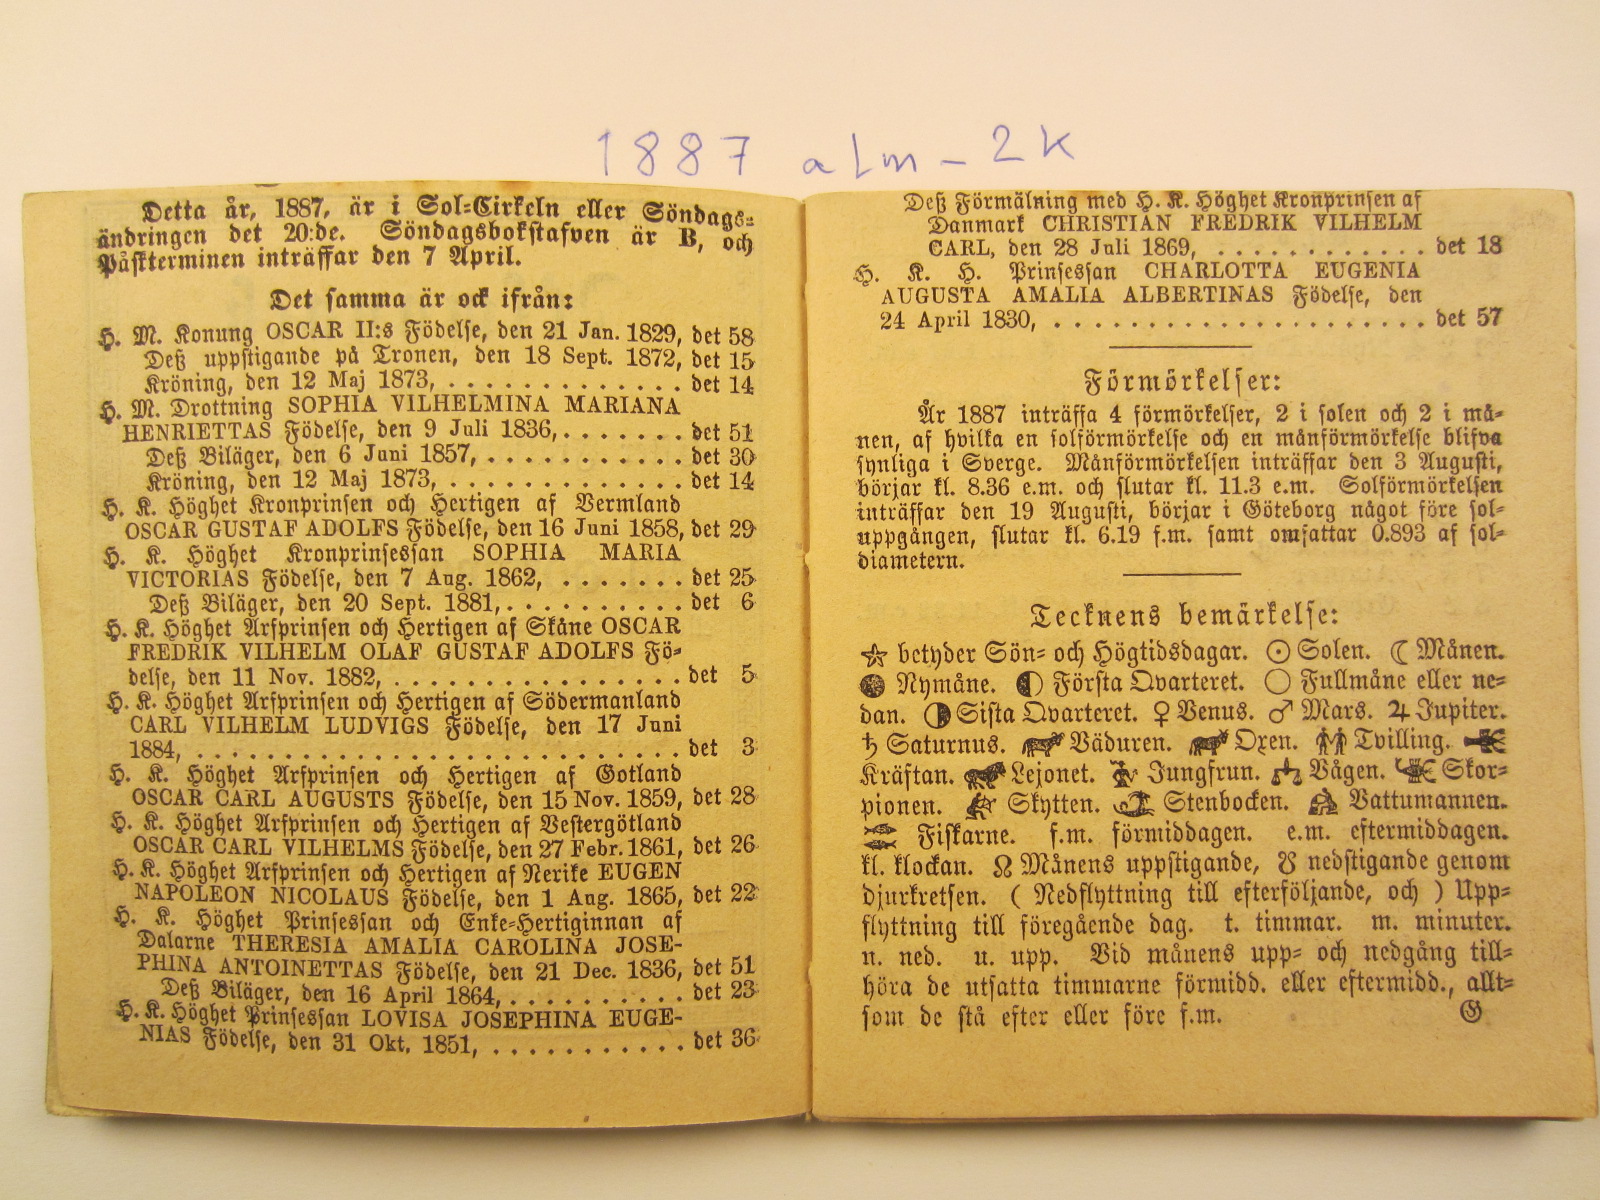 1887 alm - 2K
Detta år, 1887, är i Sol-Cirkeln eller Söndags-
ändringen det 20:de. Söndagsbokstafven är B, och
Påskterminen inträffar den 7 April.
Det samma är ock ifrån:
H. M. Konung OSCAR II:s Födelse, den 21 Jan. 1829, det 58
Deß uppstigande på Tronen, den 18 Sept. 1872, det 15
Kröning, den 12 Maj 1873, . . . . . . . . . . . . . det 14
H. M. Drottning SOPHIA VILHELMINA MARIANA
HENRIETTAS Födelse, den 9 Juli 1836, . . . . . . . det 51
Deß Biläger, den 6 Juni 1857, . . . . . . . . . . . det 30
Kröning, den 12 Maj 1873, . . . . . . . . . . . . . det 14
H. K. Höghet Kronprinsen och Hertigen af Vermland
OSCAR GUSTAF ADOLFS Födelse, den 16 Juni 1858, det 29
H. K. Höghet Kronprinsessan SOPHIA MARIA
VICTORIAS Födelse, den 7 Aug. 1862, . . . . . . . det 25
Deß Biläger, den 20 Sept. 1881, . . . . . . . . . . det 6
H. K. Höghet Arfprinsen och Hertigen af Skåne OSCAR
FREDRIK VILHELM OLAF GUSTAF ADOLFS Fö-
delse, den 11 Nov. 1882, . . . . . . . . . . . . . . . . det 5
H. K. Höghet Arfprinsen och Hertigen af Södermanland
CARL VILHELM LUDVIGS Födelse, den 17 Juni
1884, . . . . . . . . . . . . . . . . . . . . . . . . . det 3
H. K. Höghet Arfprinsen och Hertigen af Gotland
OSCAR CARL AUGUSTS Födelse, den 15 Nov. 1859, det 28
H. K. Höghet Arfprinsen och Hertigen af Vestergötland
OSCAR CARL VILHELMS Födelse, den 27 Febr. 1861, det 26
H. K. Höghet Arfprinsen och Hertigen af Nerike EUGEN
NAPOLEON NICOLAUS Födelse, den 1 Aug. 1865, det 22
H. K. Höghet Prinsessan och Enke-Hertiginnan af
Dalarne THERESIA AMALIA CAROLINA JOSE-
PHINA ANTOINETTAS Födelse, den 21 Dec. 1836, det 51
Deß Biläger, den 16 April 1864, . . . . . . . . . . det 23
H. K. Höghet Prinsessan LOVISA JOSEPHINA EUGE-
NIAS Födelse, den 31 Okt. 1851, . . . . . . . . . . . det 36
Deß Förmälning med H. K. Höghet Kronprinsen af
Danmark CHRISTIAN FREDRIK VILHELM
CARL, den 28 Juli 1869, . . . . . . . . . . . . det 18
H. K. H. Prinsessan CHARLOTTA EUGENIA
AUGUSTA AMALIA ALBERTINAS Födelse, den
24 April 1830, . . . . . . . . . . . . . . . . . . . . . . det 57
Förmörkelser:
År 1887 inträffa 4 förmörkelser, 2 i solen och 2 i må-
nen, af hvilka en solförmörkelse och en månförmörkelse blifva
synliga i Sverge. Månförmörkelsen inträffar den 3 Augusti,
börjar kl. 8.36 e.m. och slutar kl. 11.3 e.m. Solförmörkelsen
inträffar den 19 Augusti, börjar i Göteborg något före sol-
uppgången, slutar kl. 6.19 f.m. samt omfattar 0.893 af sol-
diametern.
Tecknens bemärkelse:
☆ betyder Sön- och Högtidsdagar. ☉ Solen. ☾ Månen.
● Nymåne. ◐ Första Qvarteret. ○ Fullmåne eller ne-
dan. ◑ Sista Qvarteret. ♀ Venus. ♂ Mars. ♃ Jupiter.
♄ Saturnus. Väduren. Oxen. Tvilling.
Kräftan. Lejonet. Jungfrun. Vågen. Skor-
pionen. Skytten. Stenbocken. Vattumannen.
Fiskarne. f.m. förmiddagen. e.m. eftermiddagen.
kl. klockan. ☊ Månens uppstigande, ☋ nedstigande genom
djurkretsen. ( Nedflyttning till efterföljande, och ) Upp-
flyttning till föregående dag. t. timmar. m. minuter.
n. ned. u. upp. Vid månens upp- och nedgång till-
höra de utsatta timmarne förmidd. eller eftermidd., allt-
som de stå efter eller före f.m. G